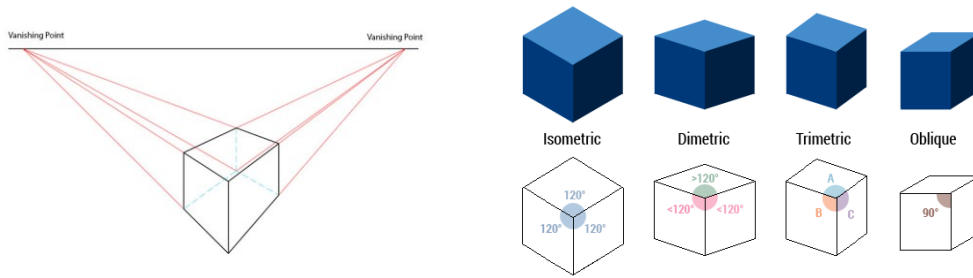 Vanishing Point
Vanishing Point
Isometric
Dimetric
Trimetric
Oblique
120°
120°
120°
>120°
<120°
<120°
A
B
C
90°